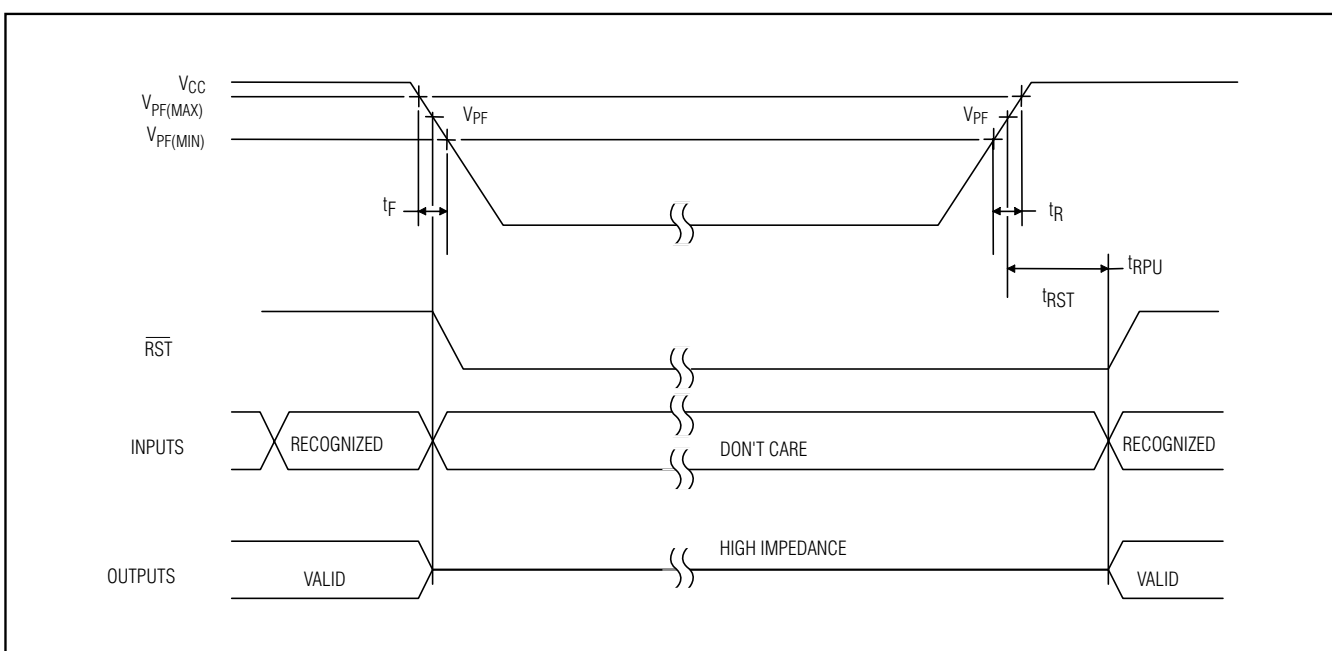 VCC
VPF(MAX)
VPF VPF
VPF(MIN)
tF tR
tRPU
tRST
RST
INPUTS RECOGNIZED DON'T CARE RECOGNIZED
HIGH IMPEDANCE
OUTPUTS VALID VALID